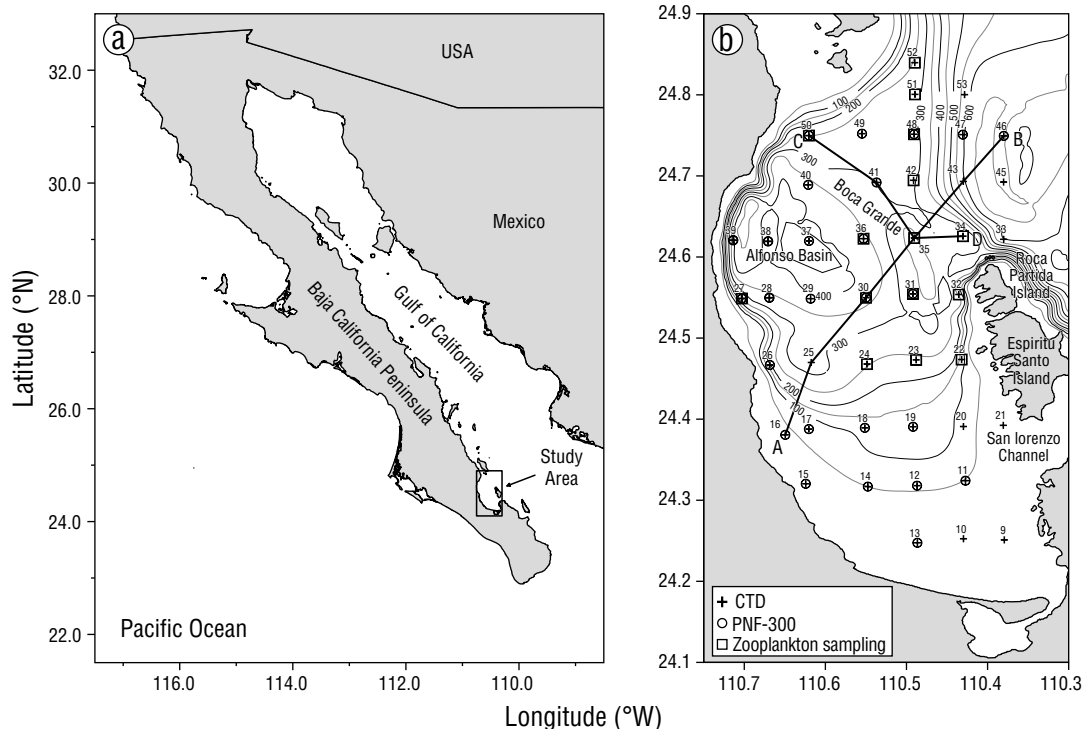 a
USA
32.0
30.0
Mexico
28.0
Gulf of California
Baja California Peninsula
26.0
Study
Area
24.0
Pacific Ocean
22.0
116.0 114.0 112.0 110.0
Latitude (°N)
Longitude (°W)
b
24.9
24.8
24.7
24.6
24.5
24.4
24.3
24.2
24.1
110.7 110.6 110.5 110.4 110.3
52
51 53
100 200 300 400 500 600
50 49 48 47 46
C B
300
40 41 42 43 45
Boca Grande
39 38 37 36 35 34 33
D
Alfonso Basin
Roca
Partida
Island
27 28 29 400 30 31 32
Espiritu
Santo
Island
26 25 300 24 23 22
200
100
16 17 18 19 20 21
A
San lorenzo
Channel
15 14 12 11
13 10 9
CTD
PNF-300
Zooplankton sampling